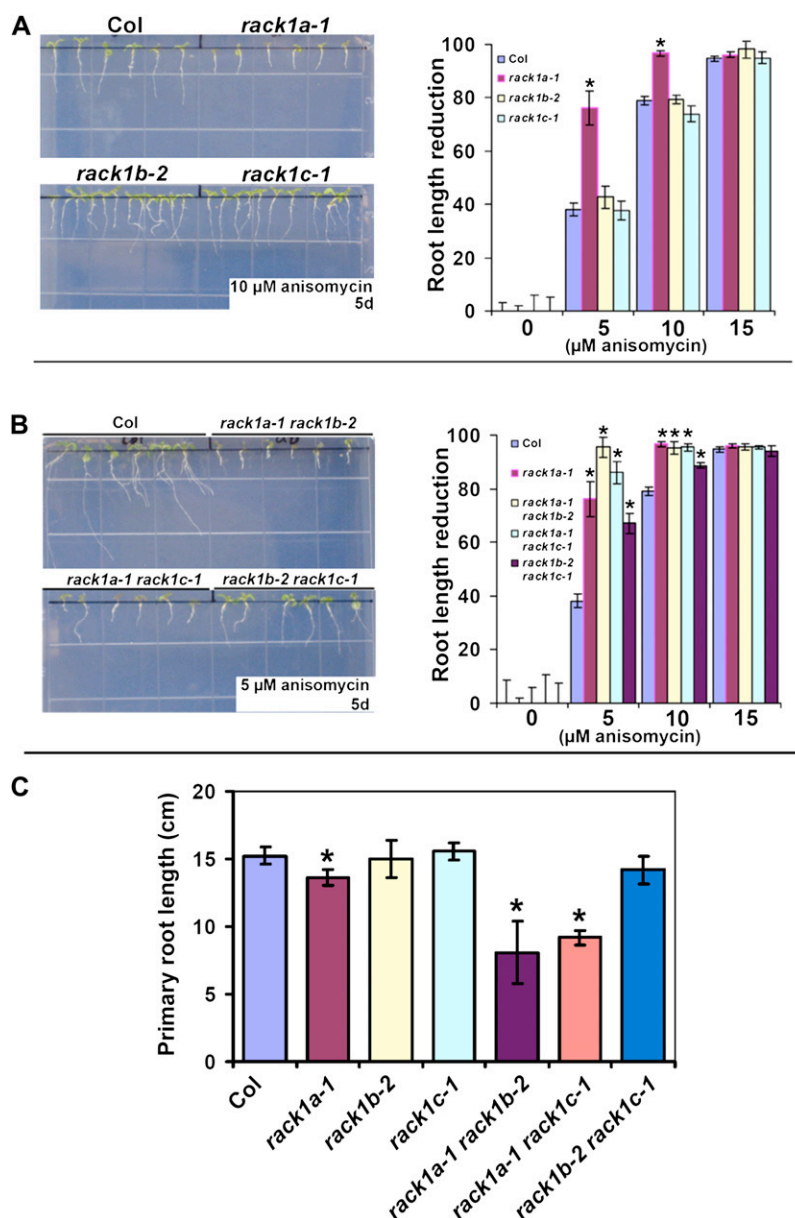 A
Col
rack1a-1
rack1b-2
rack1c-1
10 µM anisomycin
5d
Root length reduction
100
80
60
40
20
0
Col
rack1a-1
rack1b-2
rack1c-1
*
*
0
5
10
15
(µM anisomycin)
B
Col
rack1a-1 rack1b-2
rack1a-1 rack1c-1
rack1b-2 rack1c-1
5 µM anisomycin
5d
Root length reduction
100
80
60
40
20
0
Col
rack1a-1
rack1a-1
rack1b-2
rack1a-1
rack1c-1
rack1b-2
rack1c-1
* * * *
* * * *
0
5
10
15
(µM anisomycin)
C
Primary root length (cm)
20
15
10
5
0
*
*
*
Col
rack1a-1
rack1b-2
rack1c-1
rack1a-1 rack1b-2
rack1a-1 rack1c-1
rack1b-2 rack1c-1